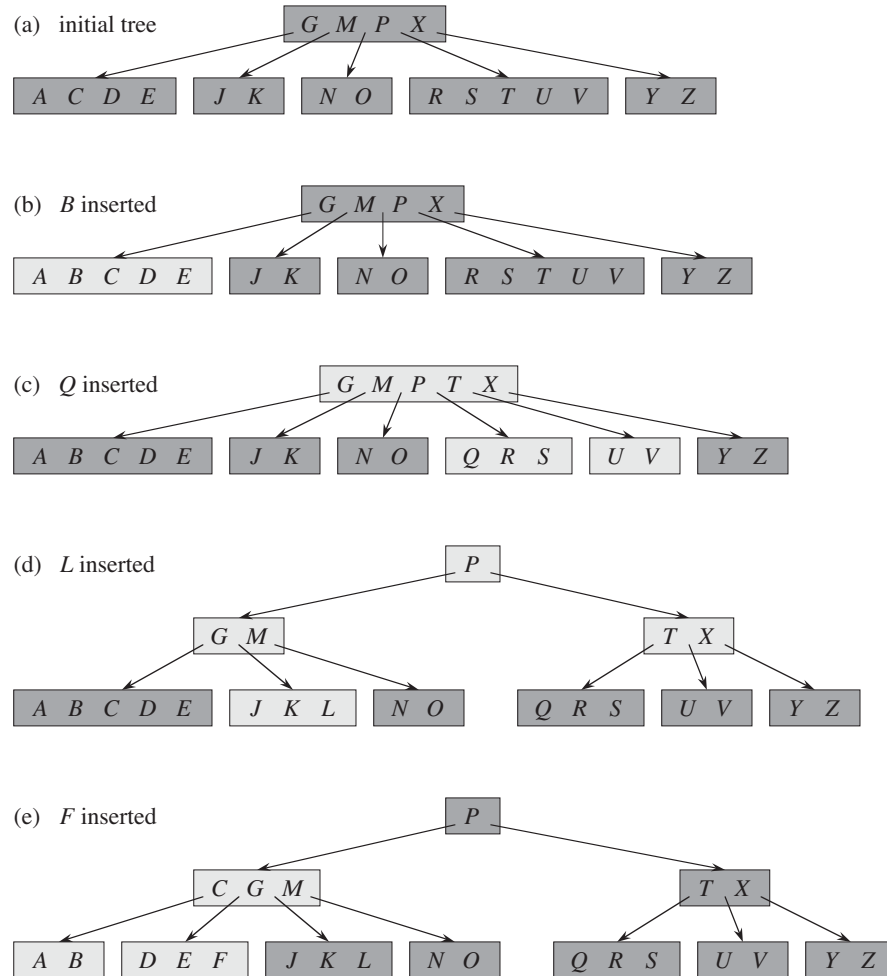 (a) initial tree
G M P X
A C D E J K N O R S T U V Y Z
(b) B inserted
G M P X
A B C D E J K N O R S T U V Y Z
(c) Q inserted
G M P T X
A B C D E J K N O Q R S U V Y Z
(d) L inserted
P
G M T X
A B C D E J K L N O Q R S U V Y Z
(e) F inserted
P
C G M T X
A B D E F J K L N O Q R S U V Y Z